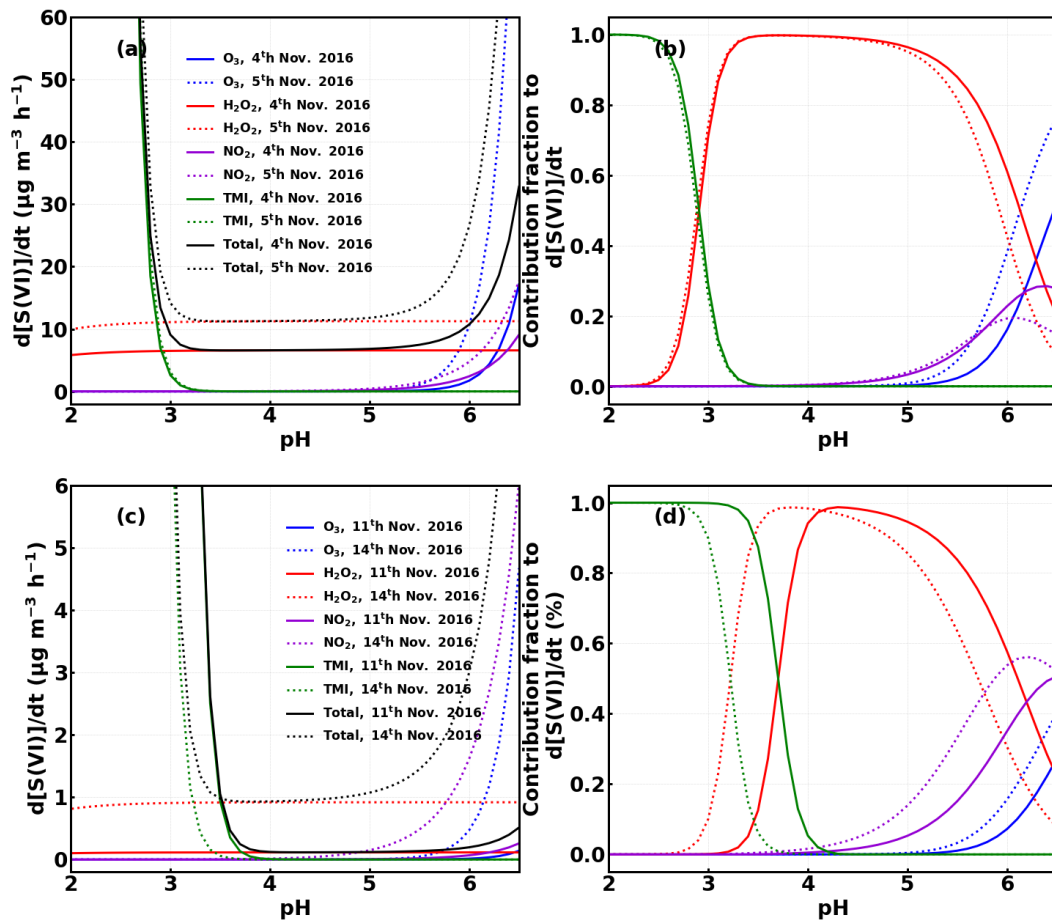 (a)
O3, 4th Nov. 2016
O3, 5th Nov. 2016
H2O2, 4th Nov. 2016
H2O2, 5th Nov. 2016
NO2, 4th Nov. 2016
NO2, 5th Nov. 2016
TMI, 4th Nov. 2016
TMI, 5th Nov. 2016
Total, 4th Nov. 2016
Total, 5th Nov. 2016
d[S(VI)]/dt (μg m⁻³ h⁻¹)
60
50
40
30
20
10
0
2 3 4 5 6
pH
(b)
Contribution fraction to
d[S(VI)]/dt
1.0
0.8
0.6
0.4
0.2
0.0
2 3 4 5 6
pH
(c)
O3, 11th Nov. 2016
O3, 14th Nov. 2016
H2O2, 11th Nov. 2016
H2O2, 14th Nov. 2016
NO2, 11th Nov. 2016
NO2, 14th Nov. 2016
TMI, 11th Nov. 2016
TMI, 14th Nov. 2016
Total, 11th Nov. 2016
Total, 14th Nov. 2016
d[S(VI)]/dt (μg m⁻³ h⁻¹)
6
5
4
3
2
1
0
2 3 4 5 6
pH
(d)
Contribution fraction to
d[S(VI)]/dt (%)
1.0
0.8
0.6
0.4
0.2
0.0
2 3 4 5 6
pH